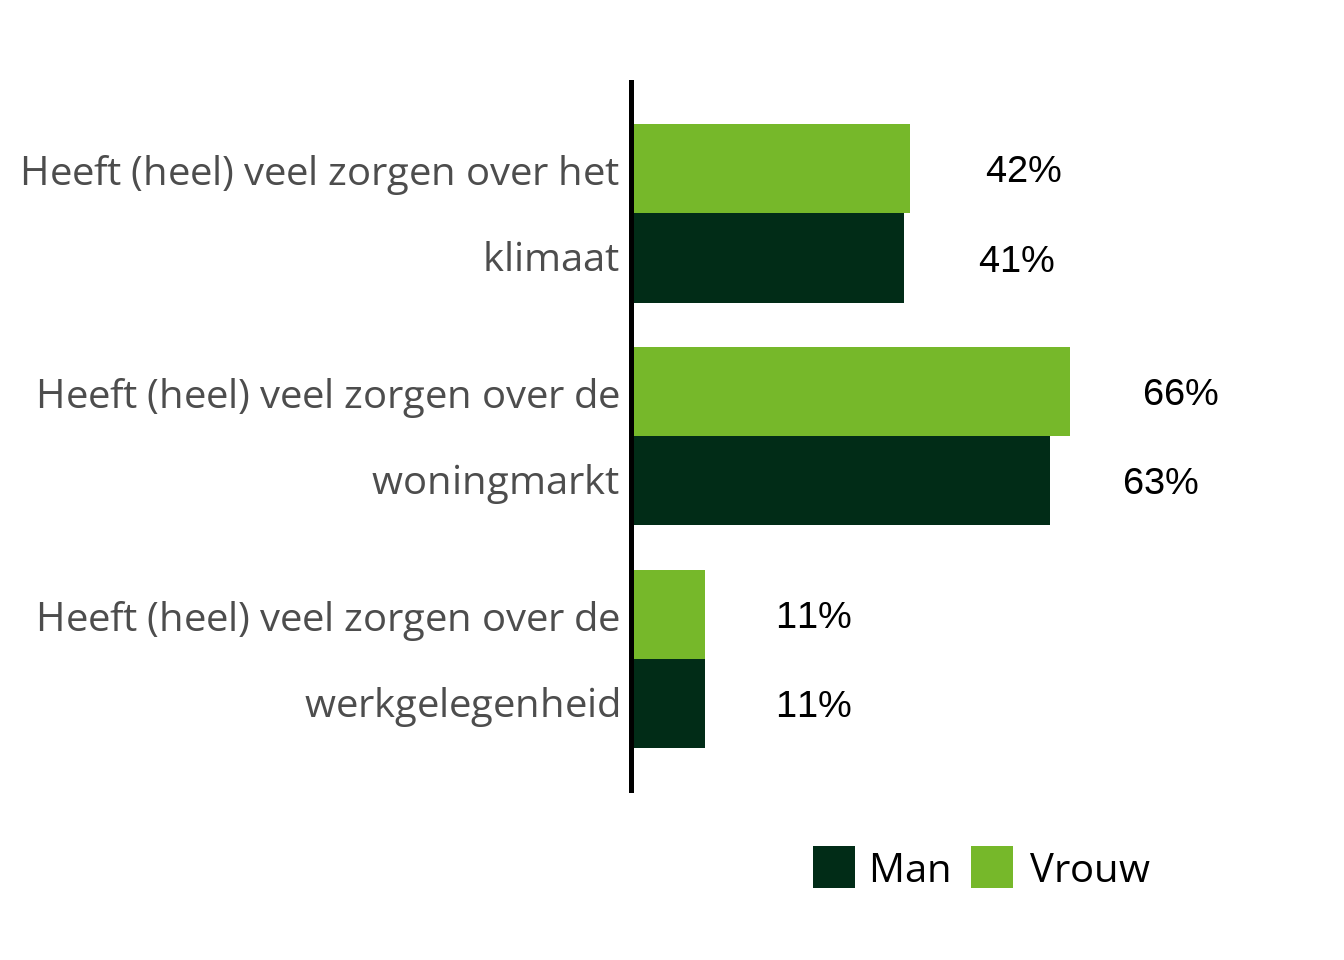 Heeft (heel) veel zorgen over het
klimaat
42%
41%
Heeft (heel) veel zorgen over de
woningmarkt
66%
63%
Heeft (heel) veel zorgen over de
werkgelegenheid
11%
11%
Man Vrouw